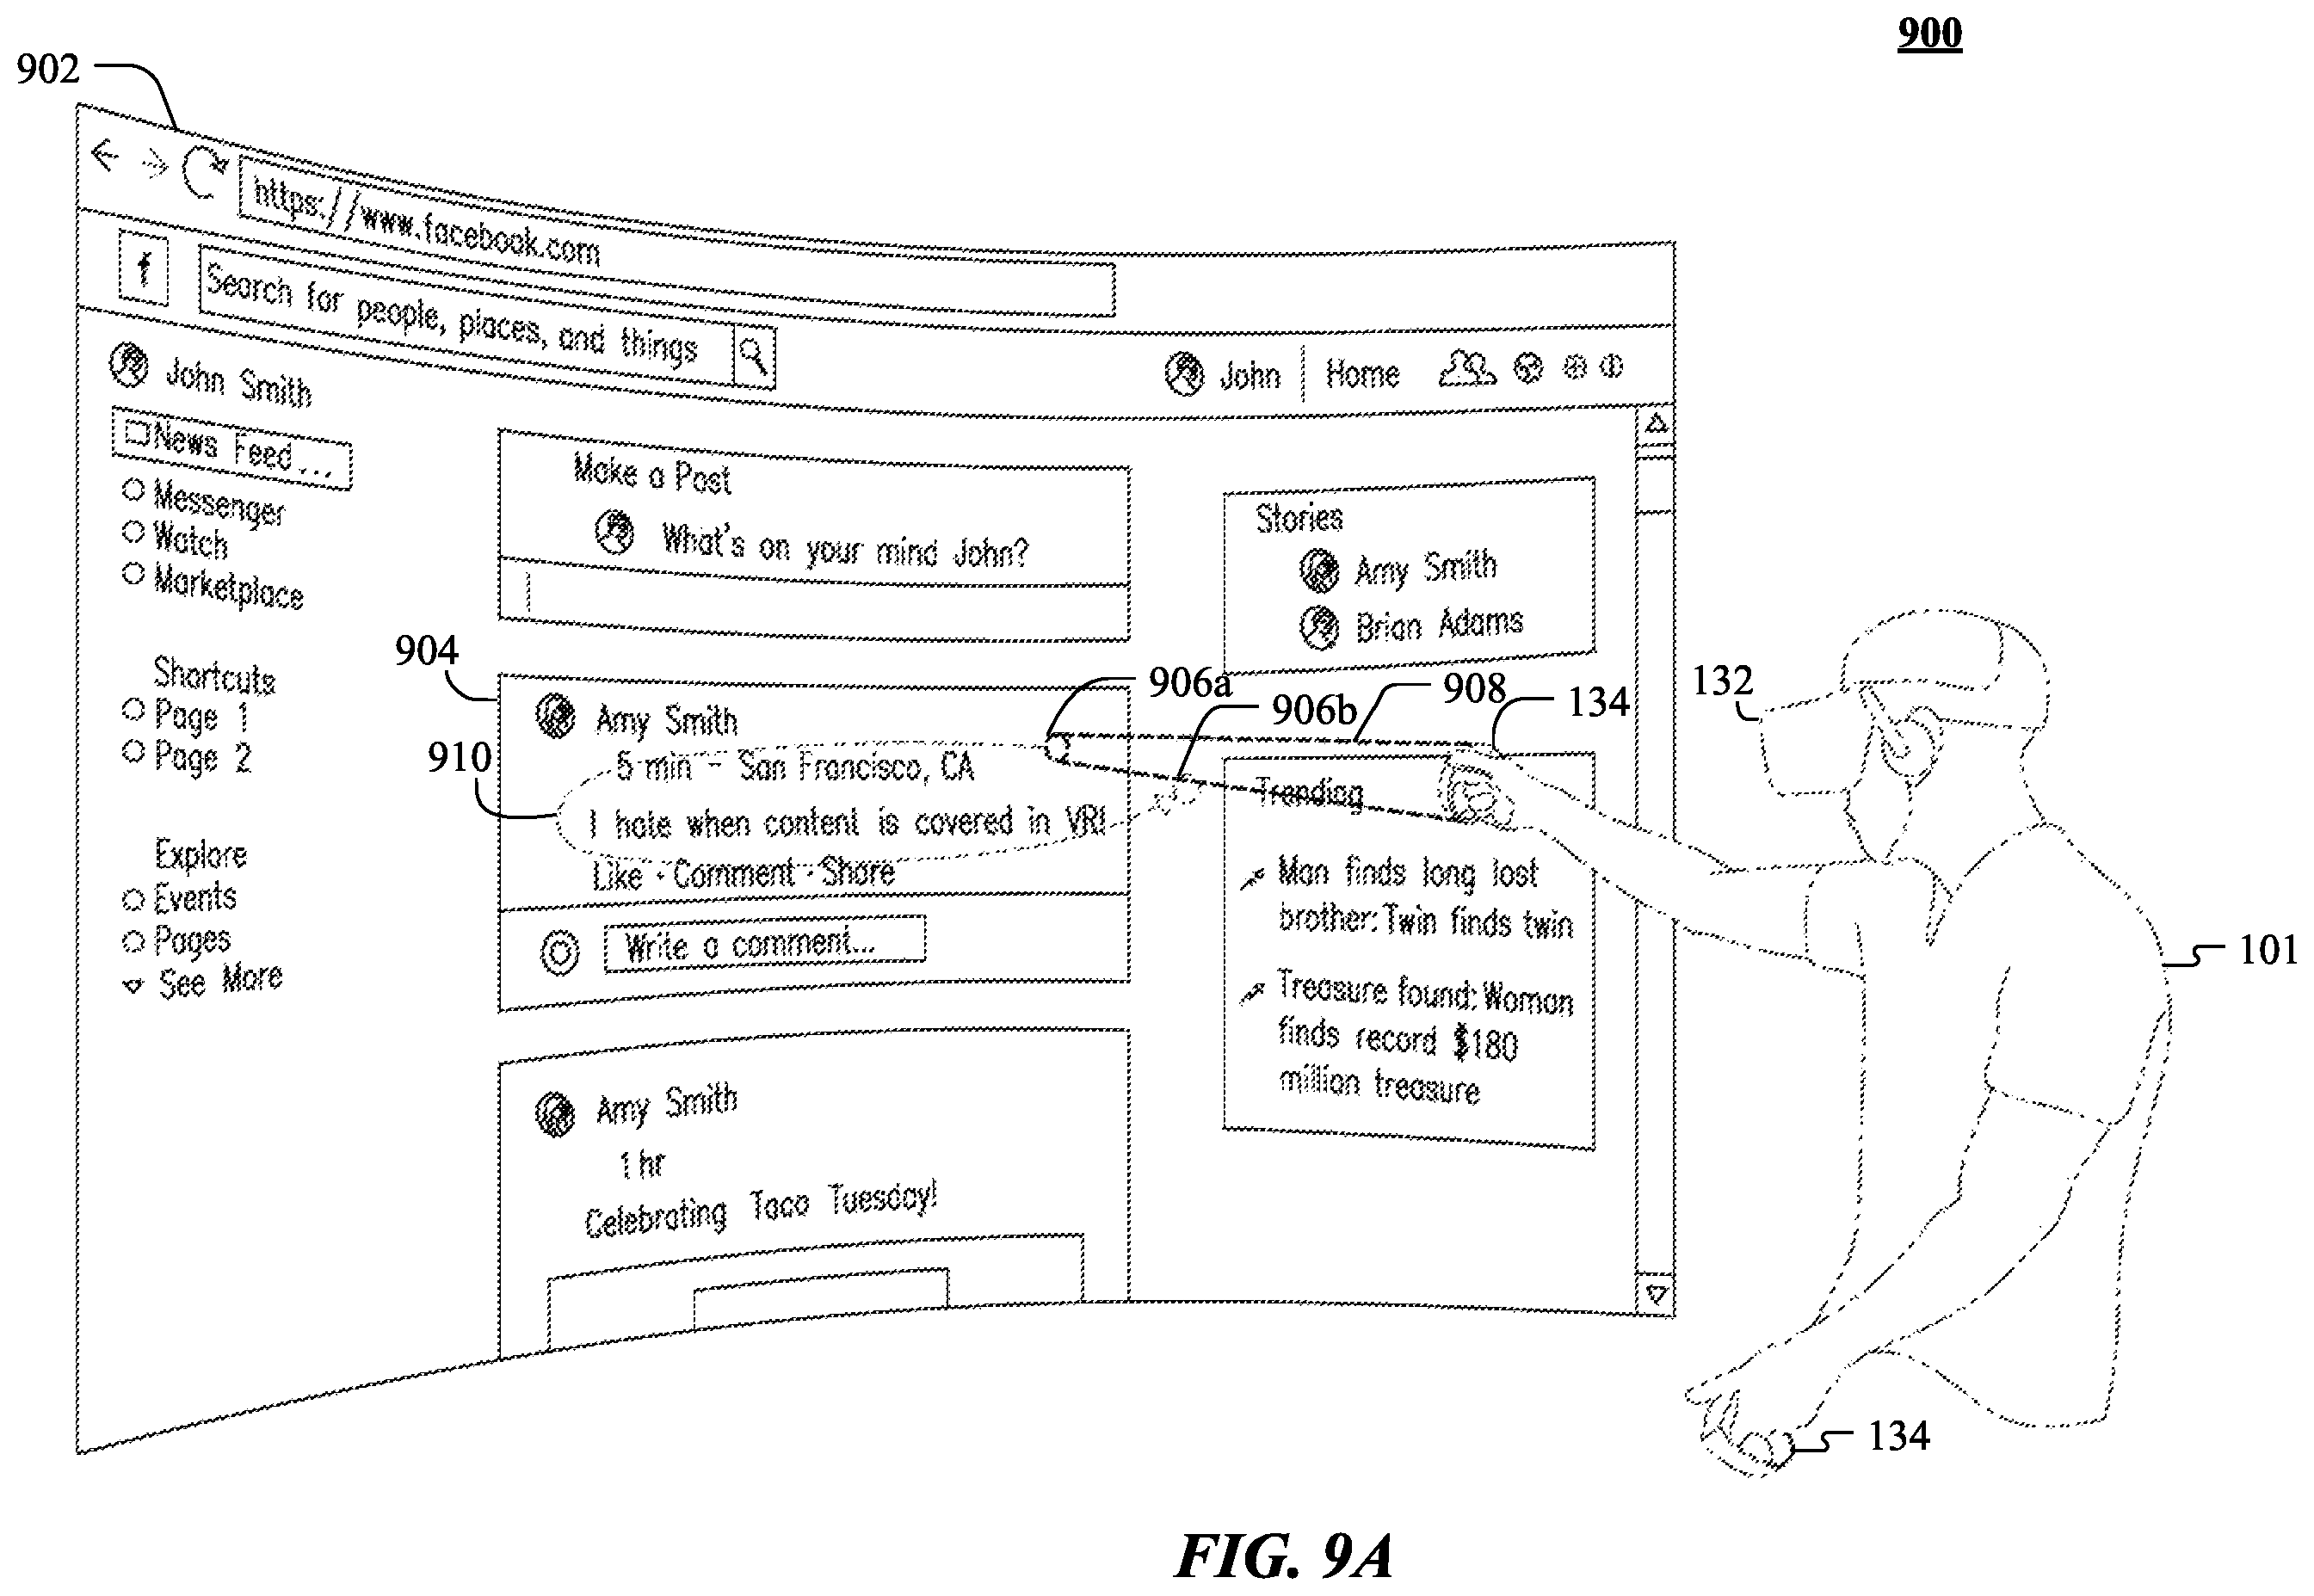 900
902
https://www.facebook.com
f
Search for people, places, and things
John
Home
John Smith
News Feed...
Messenger
Watch
Marketplace
Shortcuts
Page 1
Page 2
Explore
Events
Pages
See More
Make a Post
What's on your mind John?
904
Amy Smith
5 min - San Francisco, CA
910
I hate when content is covered in VR!
Like · Comment · Share
Write a comment...
Amy Smith
1 hr
Celebrating Taco Tuesday!
Stories
Amy Smith
Brian Adams
906a
906b
908
134
132
Trending
Man finds long lost
brother: Twin finds twin
Treasure found: Woman
finds record $180
million treasure
101
134
FIG. 9A